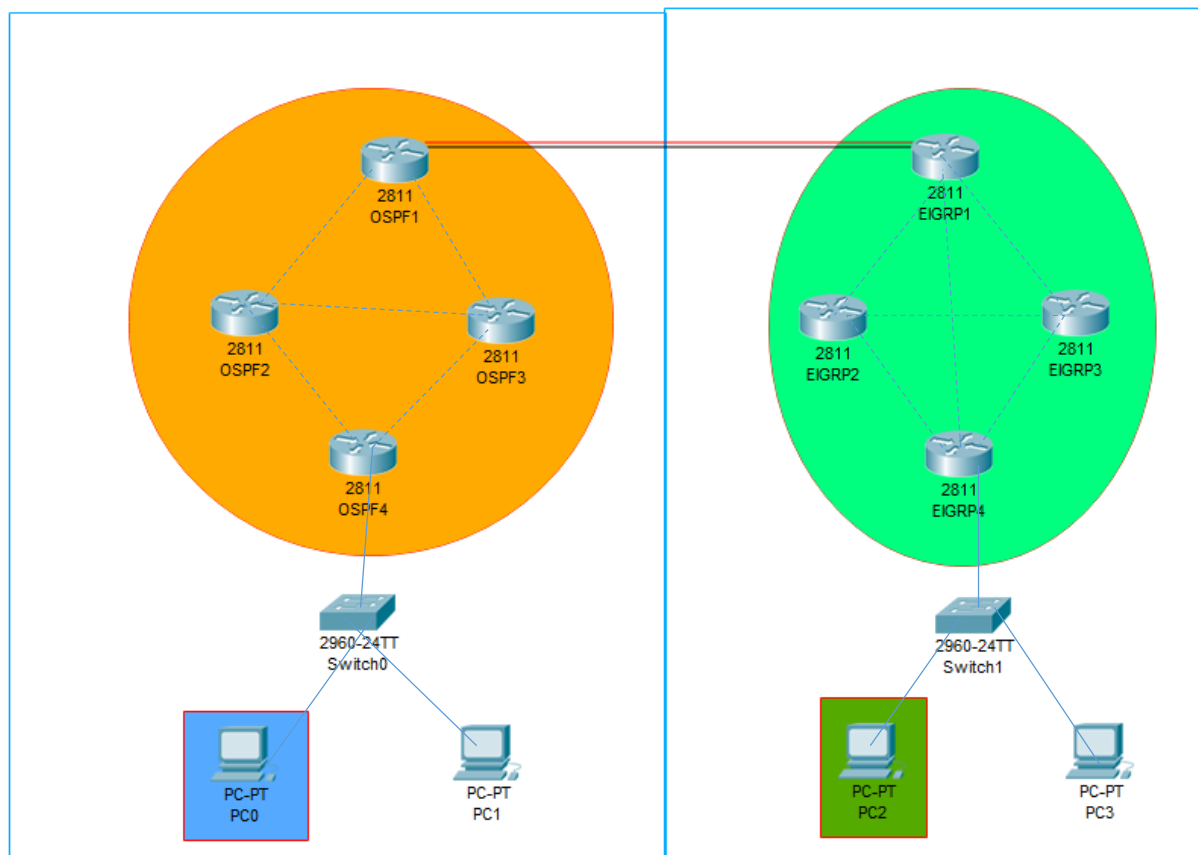 2811
OSPF1
2811
OSPF2
2811
OSPF3
2811
OSPF4
2960-24TT
Switch0
PC-PT
PC0
PC-PT
PC1
2811
EIGRP1
2811
EIGRP2
2811
EIGRP3
2811
EIGRP4
2960-24TT
Switch1
PC-PT
PC2
PC-PT
PC3